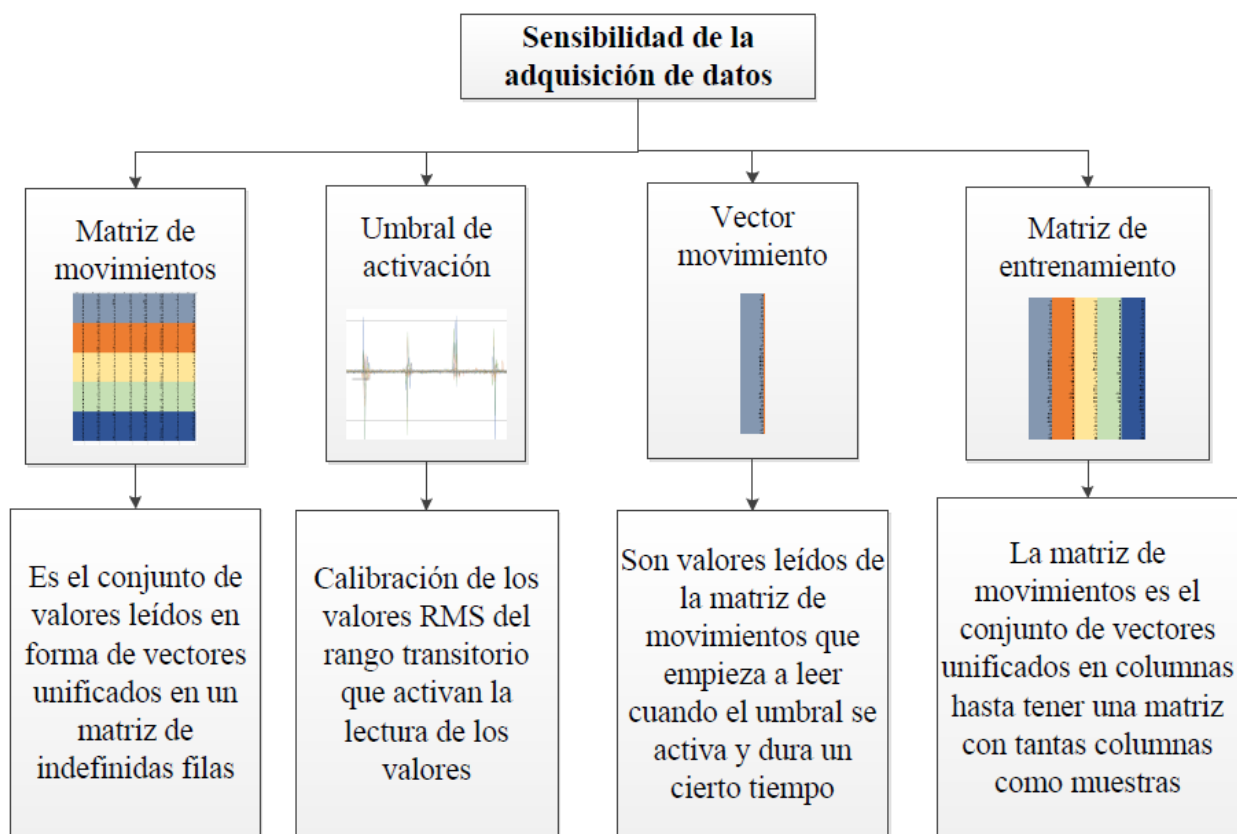 Sensibilidad de la
adquisición de datos
Matriz de
movimientos
Umbral de
activación
Vector
movimiento
Matriz de
entrenamiento
Es el conjunto de
valores leídos en
forma de vectores
unificados en un
matriz de
indefinidas filas
Calibración de los
valores RMS del
rango transitorio
que activan la
lectura de los
valores
Son valores leídos de
la matriz de
movimientos que
empieza a leer
cuando el umbral se
activa y dura un
cierto tiempo
La matriz de
movimientos es el
conjunto de vectores
unificados en columnas
hasta tener una matriz
con tantas columnas
como muestras